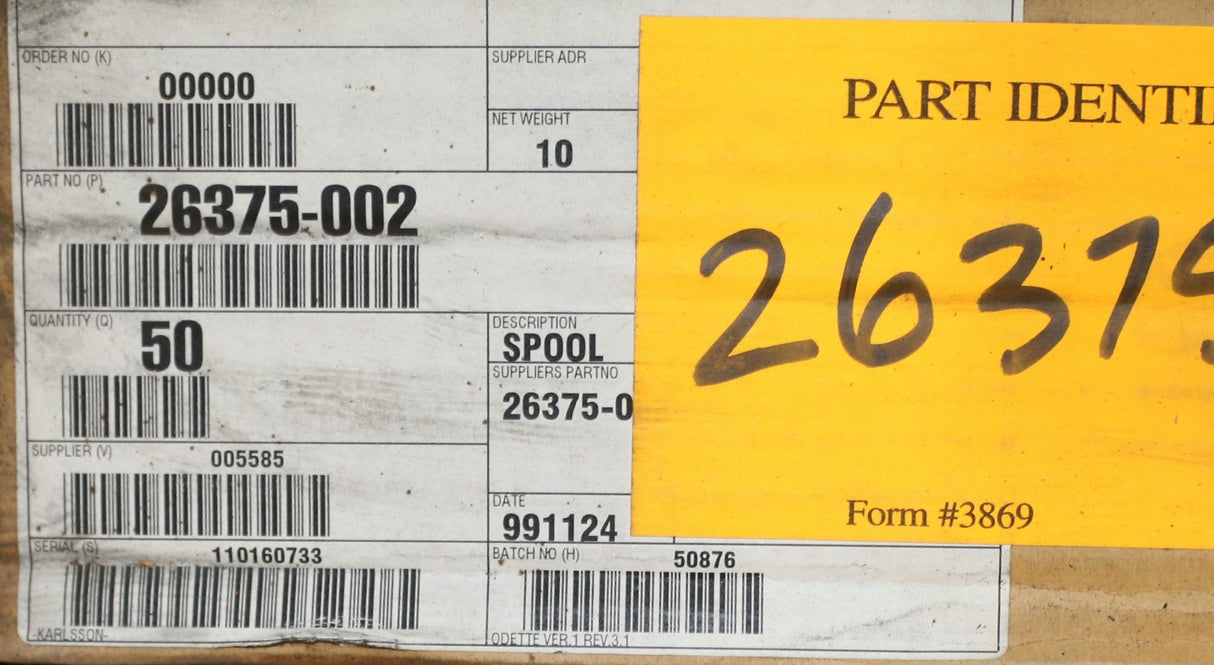 ORDER NO (K)
00000
SUPPLIER ADR
NET WEIGHT
10
PART NO (P)
26375-002
QUANTITY (Q)
50
DESCRIPTION
SPOOL
SUPPLIERS PARTNO
26375-0
SUPPLIER (V)
005585
DATE
991124
SERIAL (S)
110160733
BATCH NO (H)
50876
-KARLSSON-
ODETTE VER.1 REV.3.1
PART IDENTI
26375
Form #3869